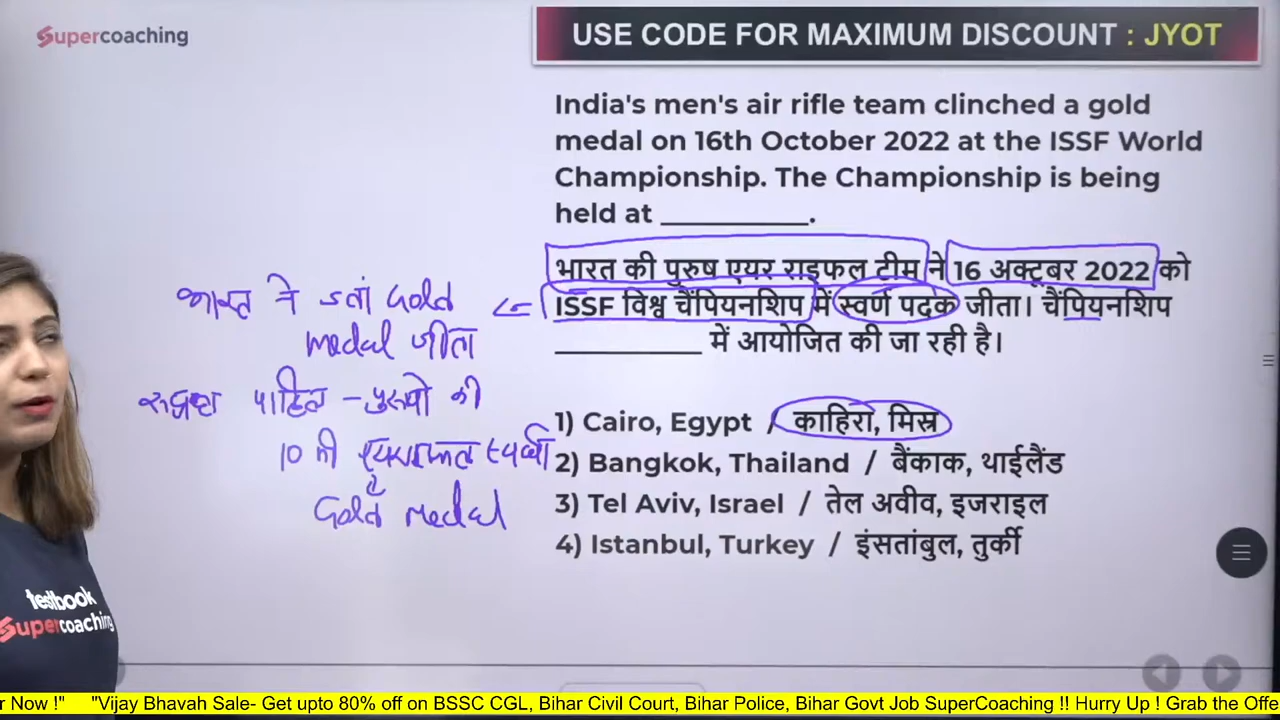 Supercoaching
USE CODE FOR MAXIMUM DISCOUNT : JYOT
India's men's air rifle team clinched a gold
medal on 16th October 2022 at the ISSF World
Championship. The Championship is being
held at __________.
भारत की पुरुष एयर राइफल टीम ने 16 अक्टूबर 2022 को
ISSF विश्व चैंपियनशिप में स्वर्ण पदक जीता। चैंपियनशिप
__________ में आयोजित की जा रही है।
1) Cairo, Egypt / काहिरा, मिस्र
2) Bangkok, Thailand / बैंकाक, थाईलैंड
3) Tel Aviv, Israel / तेल अवीव, इजराइल
4) Istanbul, Turkey / इंसतांबुल, तुर्की
भारत ने 5वां Gold
medal जीता
पाटिल - पुरुषो की
10 मी
Gold medal
testbook
Supercoaching
r Now !" "Vijay Bhavah Sale- Get upto 80% off on BSSC CGL, Bihar Civil Court, Bihar Police, Bihar Govt Job SuperCoaching !! Hurry Up ! Grab the Offe